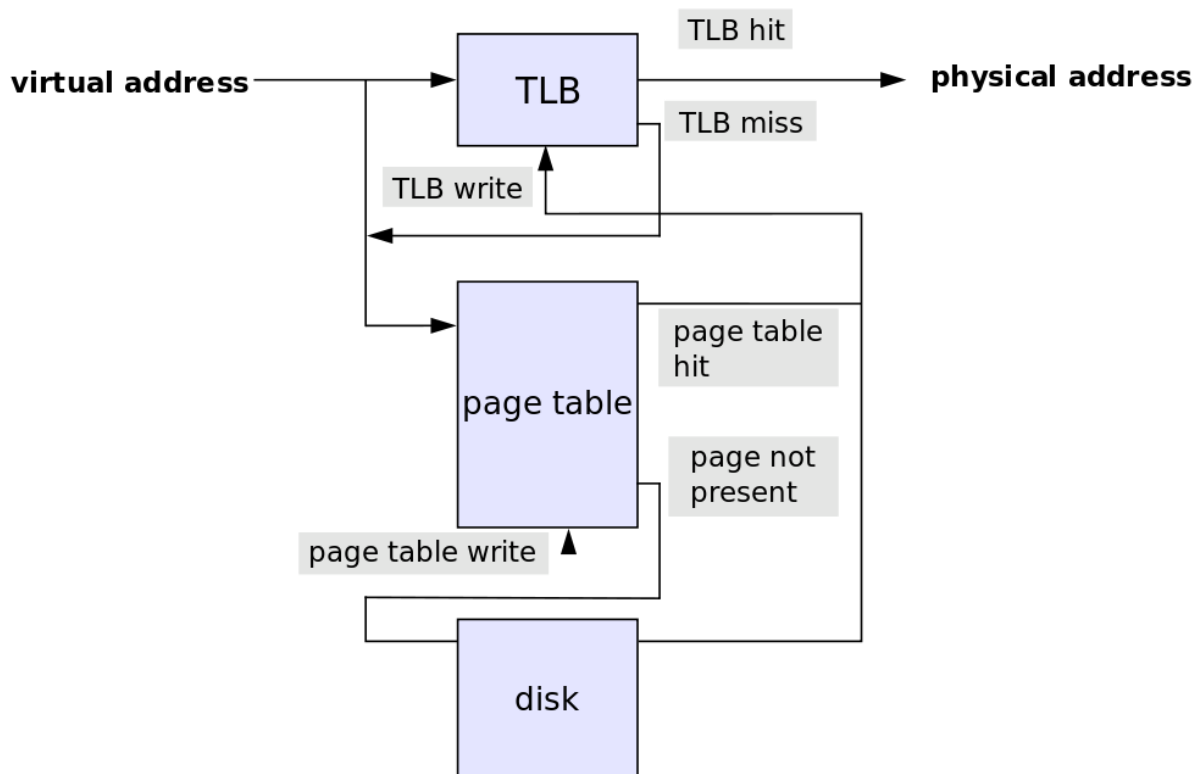 TLB hit
virtual address
TLB
physical address
TLB miss
TLB write
page table
hit
page table
page not
present
page table write
disk